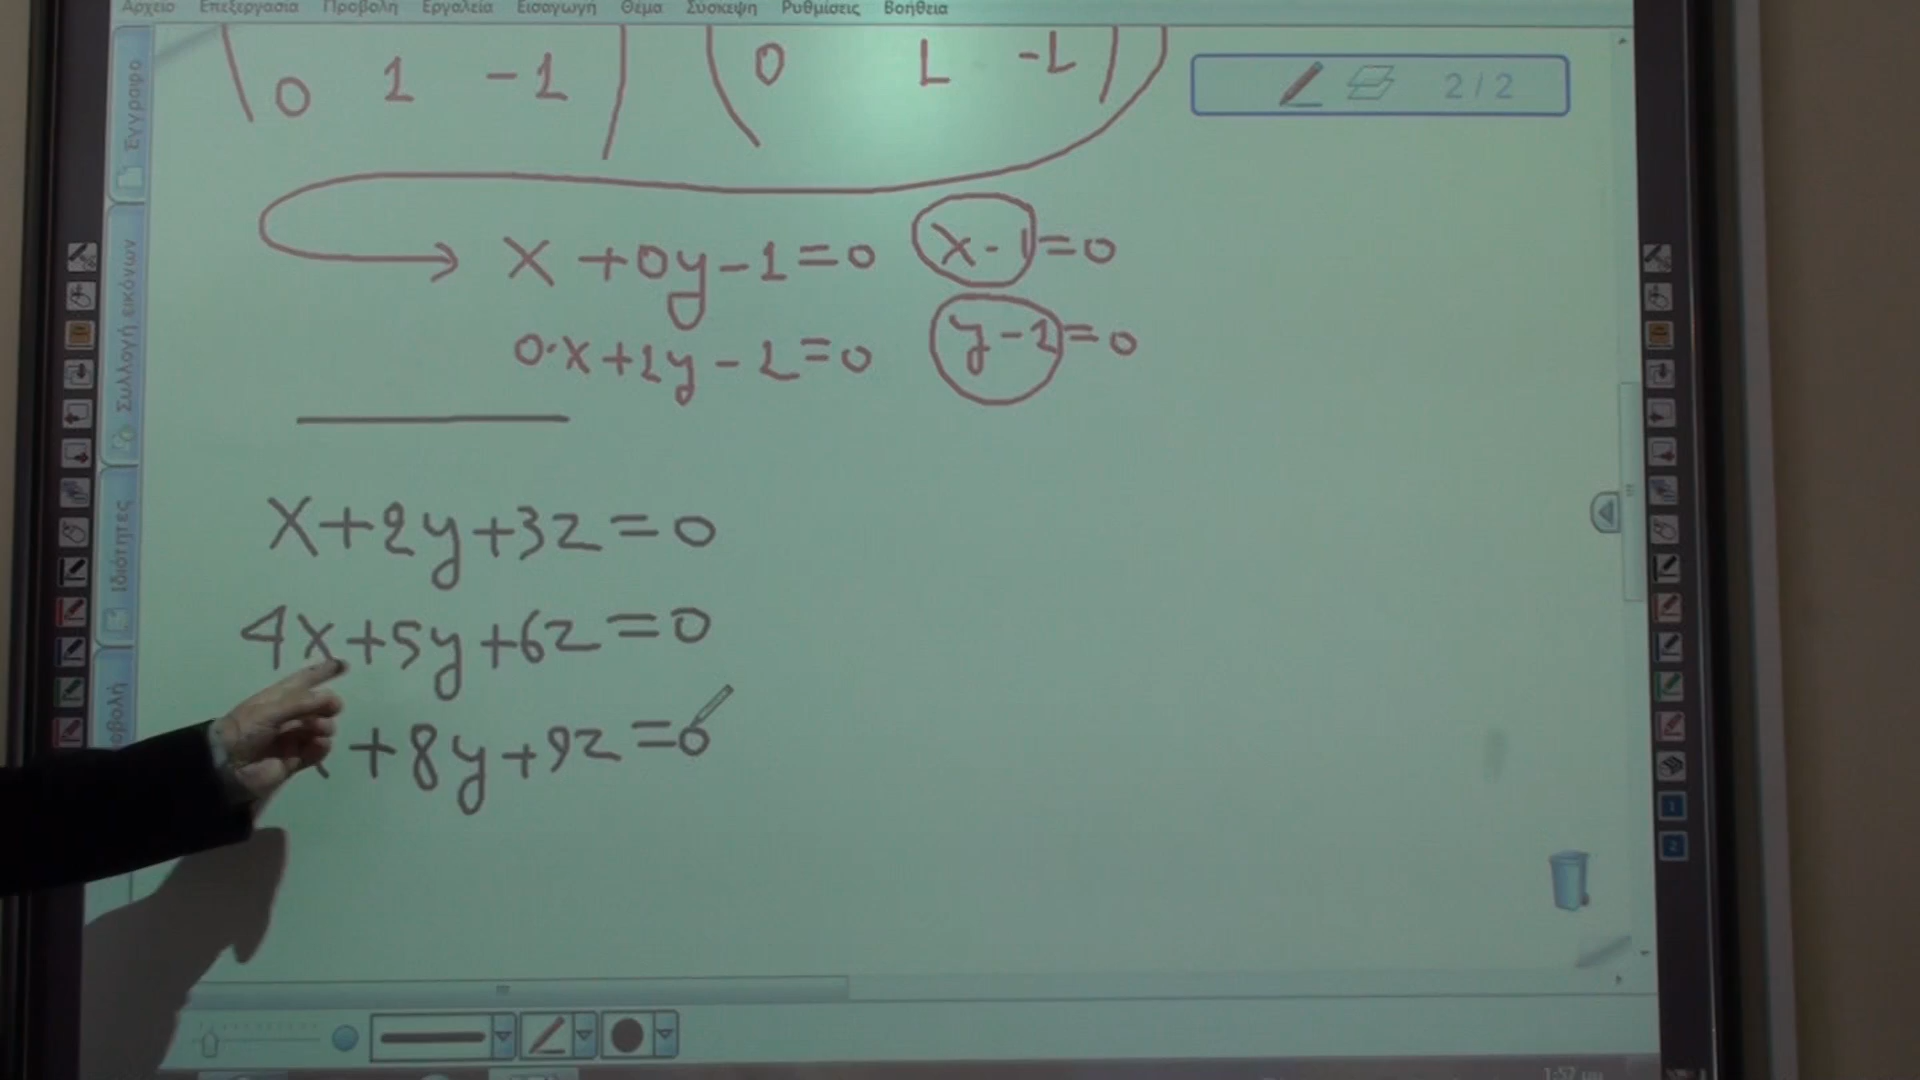 Αρχείο Επεξεργασία Προβολή Εργαλεία Εισαγωγή Θέμα Σύσκεψη Ρυθμίσεις Βοήθεια
0 1 -1 0 1 -1
2 / 2
x + 0y - 1 = 0 x - 1 = 0
0·x + 1y - 1 = 0 y - 1 = 0
x + 2y + 3z = 0
4x + 5y + 6z = 0
x + 8y + 9z = 0
Έγγραφο
Συλλογή εικόνων
Ιδιότητες
1
2